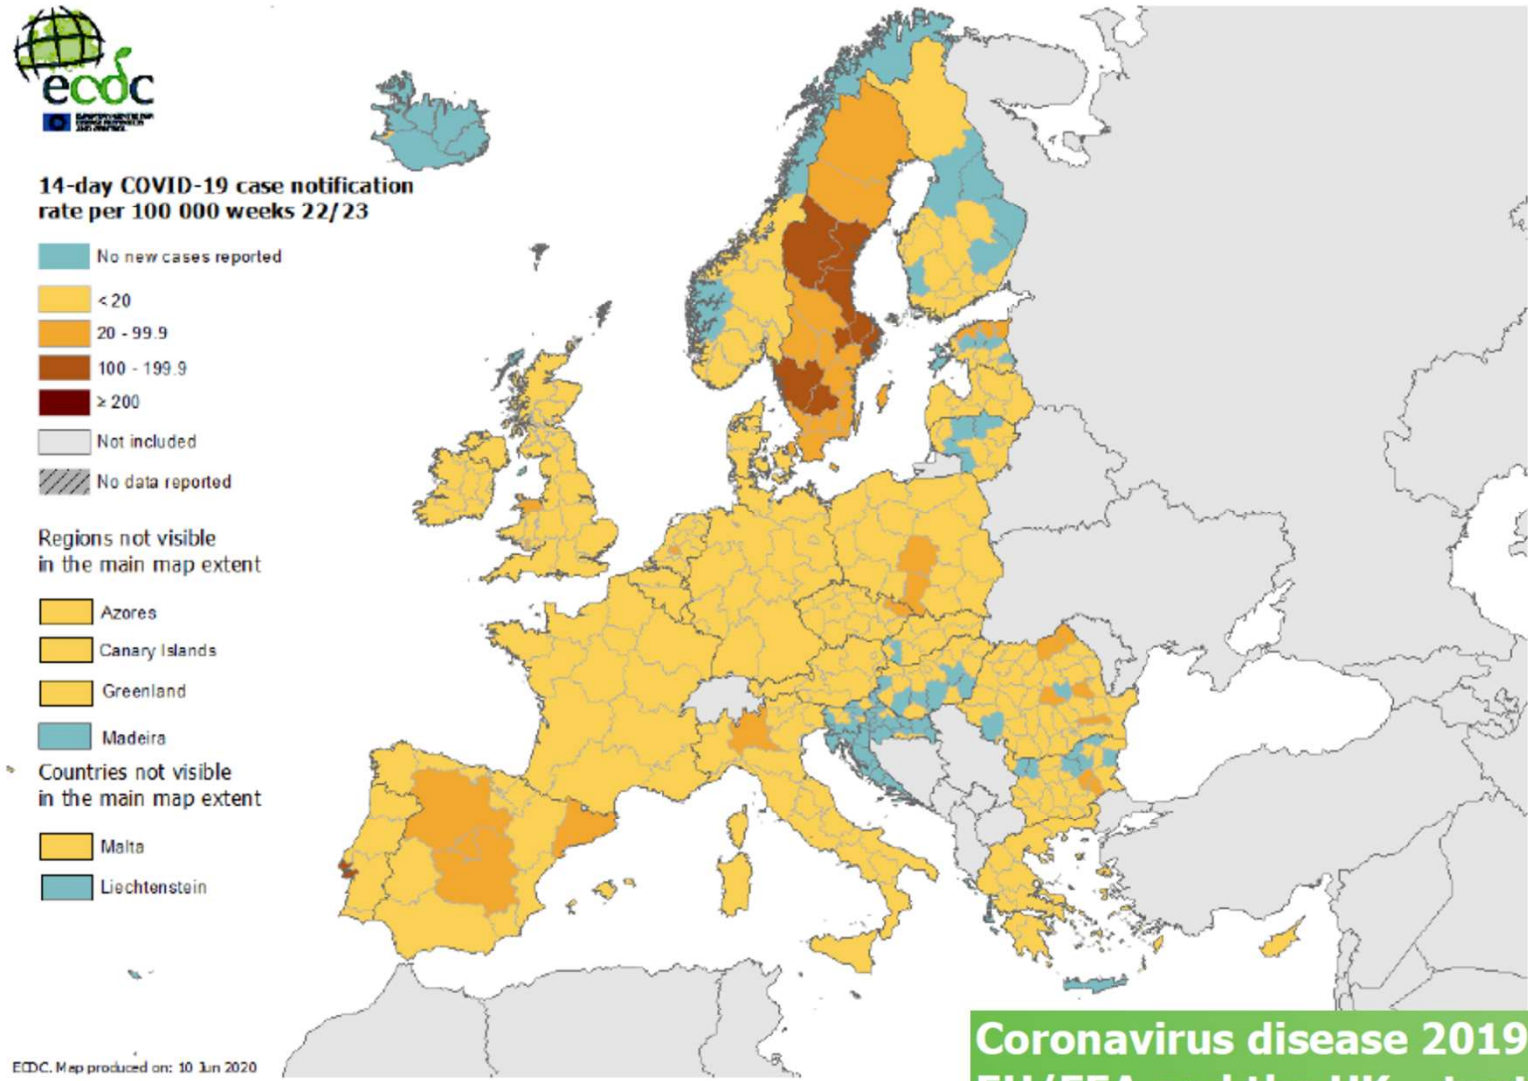 ecdc
14-day COVID-19 case notification
rate per 100 000 weeks 22/23
No new cases reported
< 20
20 - 99.9
100 - 199.9
≥ 200
Not included
No data reported
Regions not visible
in the main map extent
Azores
Canary Islands
Greenland
Madeira
Countries not visible
in the main map extent
Malta
Liechtenstein
ECDC. Map produced on: 10 Jun 2020
Coronavirus disease 2019